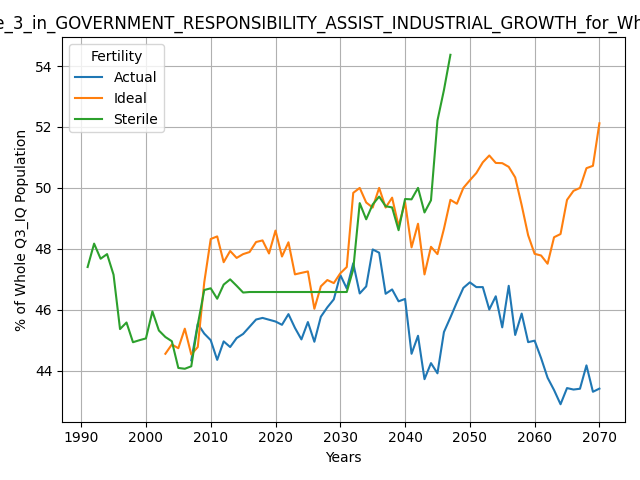 e_3_in_GOVERNMENT_RESPONSIBILITY_ASSIST_INDUSTRIAL_GROWTH_for_Wh
Fertility
Actual
Ideal
Sterile
% of Whole Q3_IQ Population
54
52
50
48
46
44
1990 2000 2010 2020 2030 2040 2050 2060 2070
Years